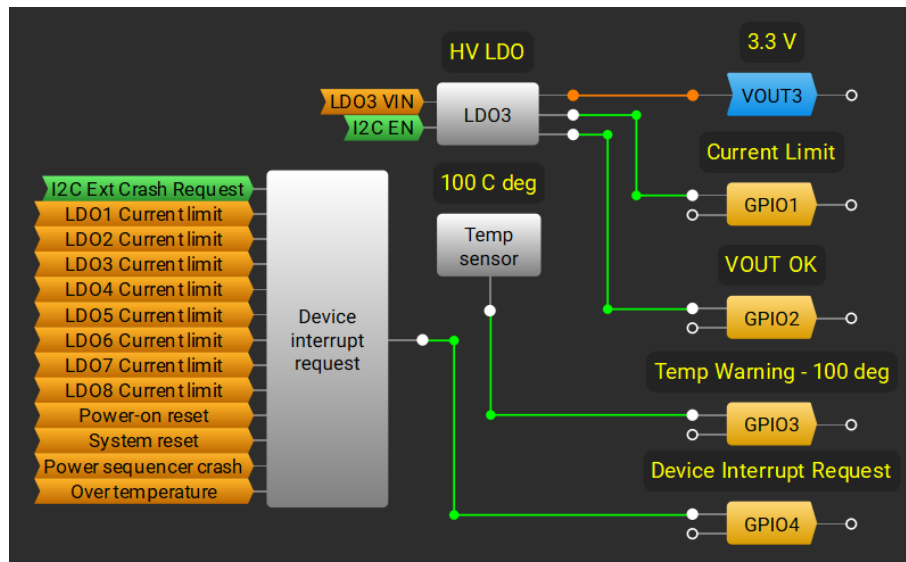 HV LDO
3.3 V
LDO3 VIN
I2C EN
LDO3
VOUT3
Current Limit
GPIO1
100 C deg
Temp
sensor
VOUT OK
GPIO2
I2C Ext Crash Request
LDO1 Current limit
LDO2 Current limit
LDO3 Current limit
LDO4 Current limit
LDO5 Current limit
LDO6 Current limit
LDO7 Current limit
LDO8 Current limit
Power-on reset
System reset
Power sequencer crash
Over temperature
Device
interrupt
request
Temp Warning - 100 deg
GPIO3
Device Interrupt Request
GPIO4